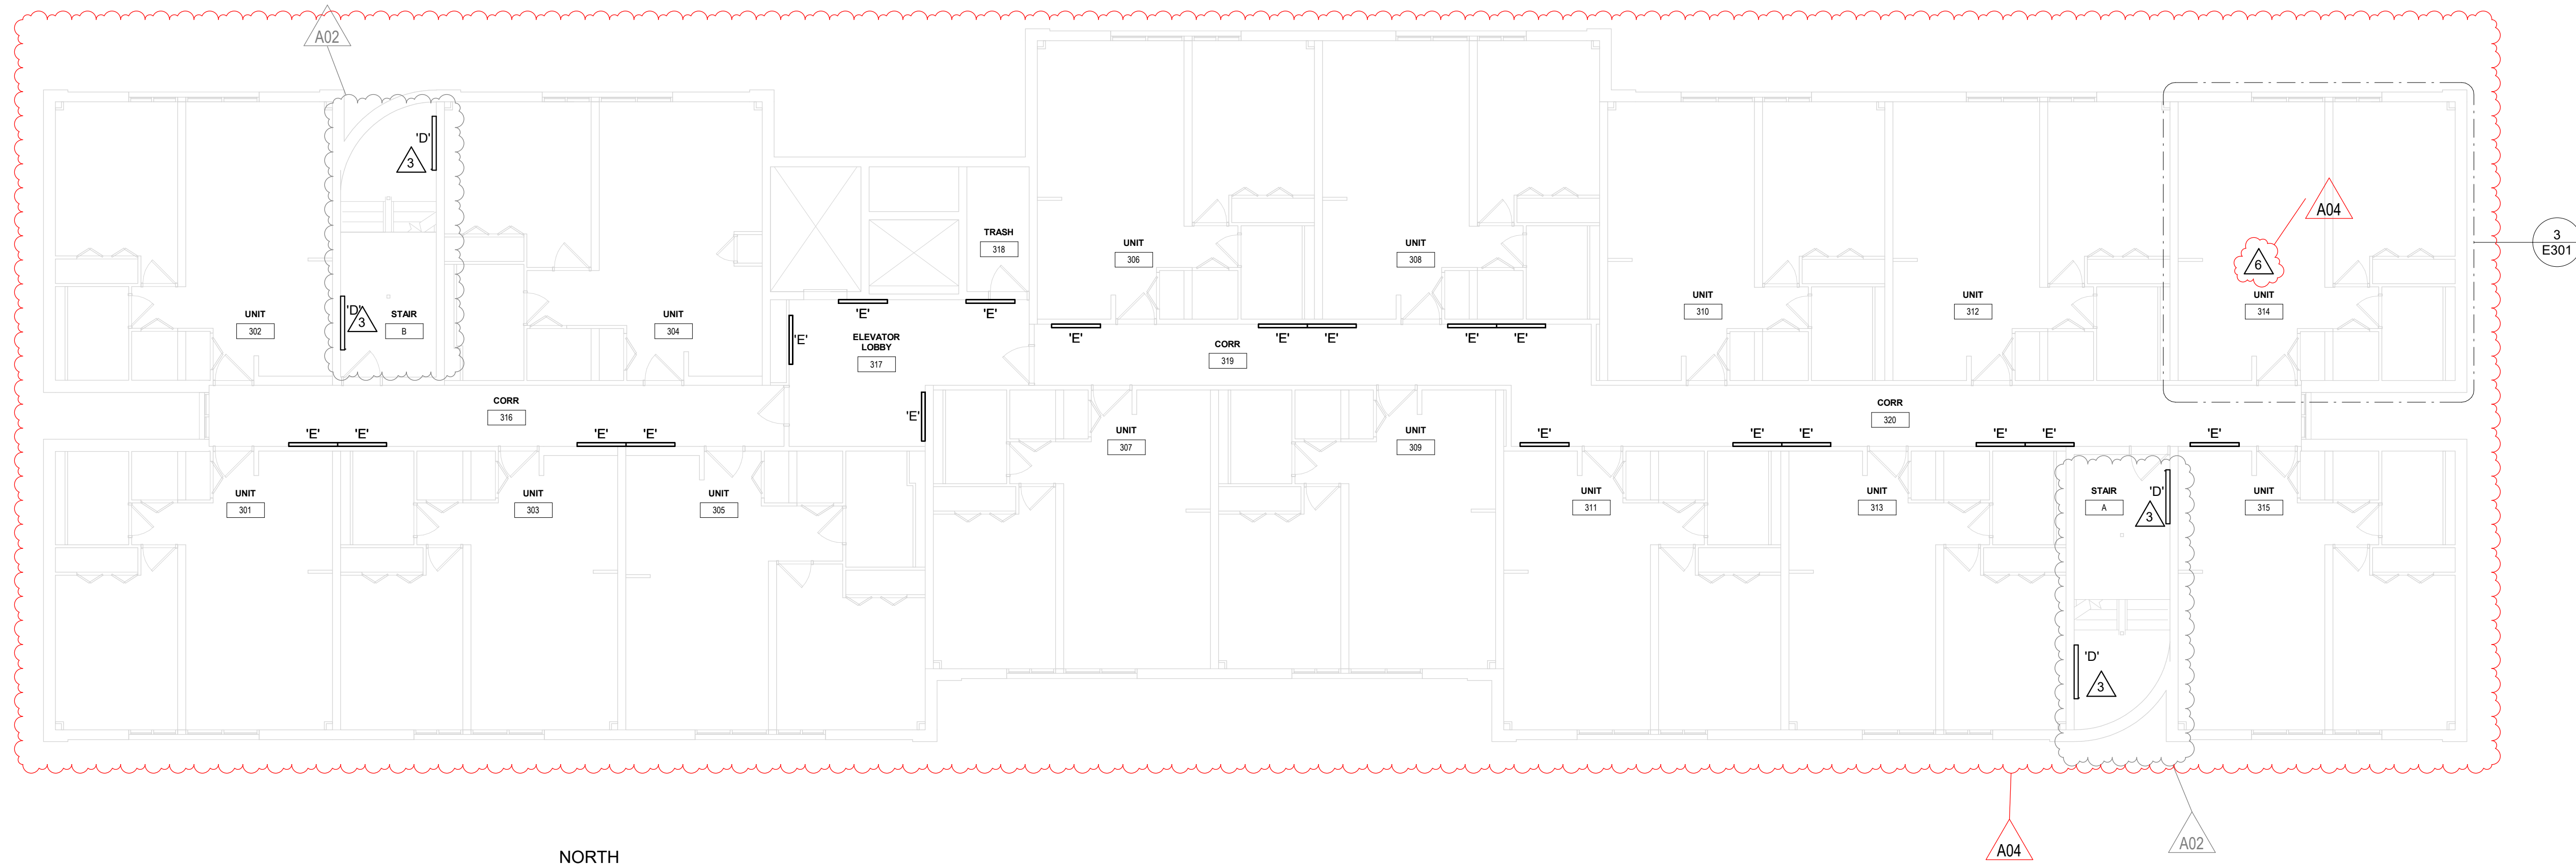 A02
'D'
3
A04
3
E301
6
TRASH
318
UNIT
306
UNIT
308
UNIT
302
'D'
3
STAIR
B
UNIT
304
'E'
'E'
'E'
ELEVATOR
LOBBY
317
'E'
'E'
'E'
'E'
'E'
CORR
319
UNIT
310
UNIT
312
UNIT
314
CORR
316
'E'
CORR
320
'E'
'E'
'E'
'E'
UNIT
307
UNIT
309
'E'
'E'
'E'
'E'
'E'
'E'
UNIT
301
UNIT
303
UNIT
305
UNIT
311
UNIT
313
STAIR
A
'D'
3
UNIT
315
'D'
3
NORTH
A04
A02